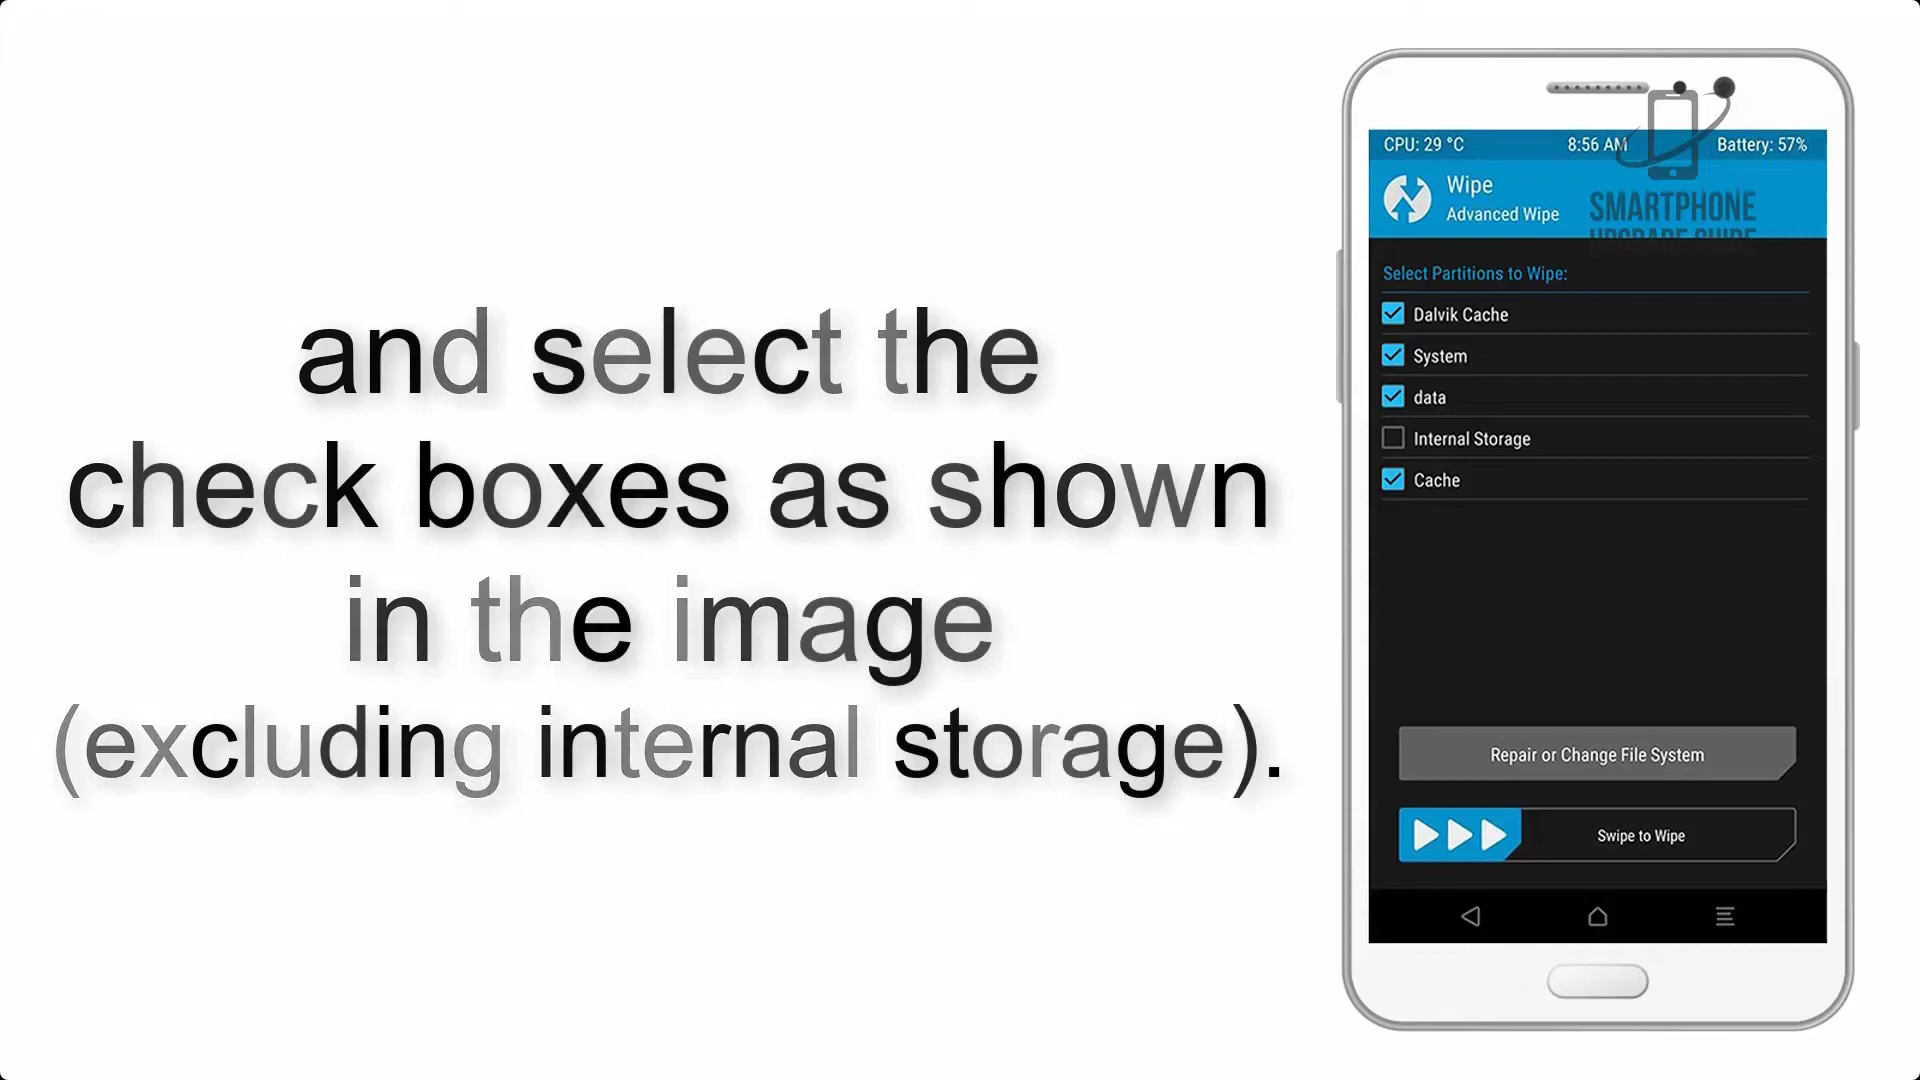 and select the
check boxes as shown
in the image
(excluding internal storage).
CPU: 29 °C 8:56 AM Battery: 57%
Wipe
Advanced Wipe
SMARTPHONE
UPGRADE GUIDE
Select Partitions to Wipe:
Dalvik Cache
System
data
Internal Storage
Cache
Repair or Change File System
Swipe to Wipe